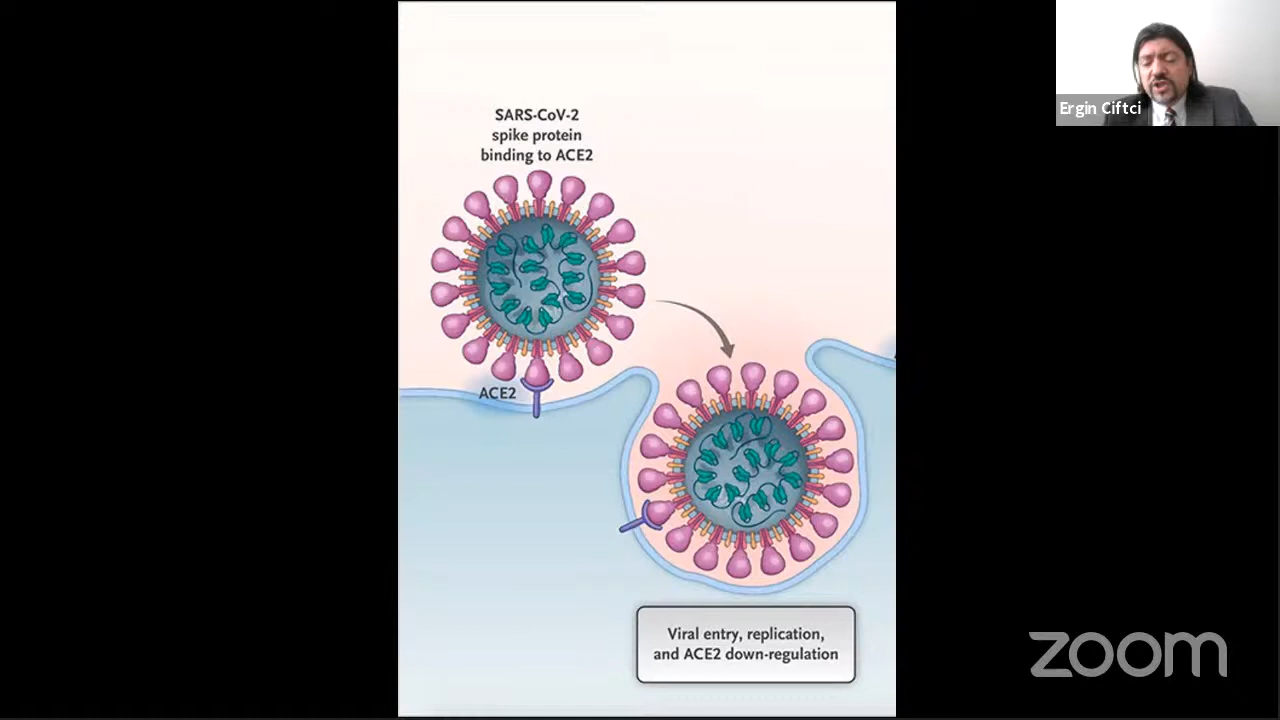 SARS-CoV-2
spike protein
binding to ACE2
ACE2
Viral entry, replication,
and ACE2 down-regulation
Ergin Ciftci
zoom